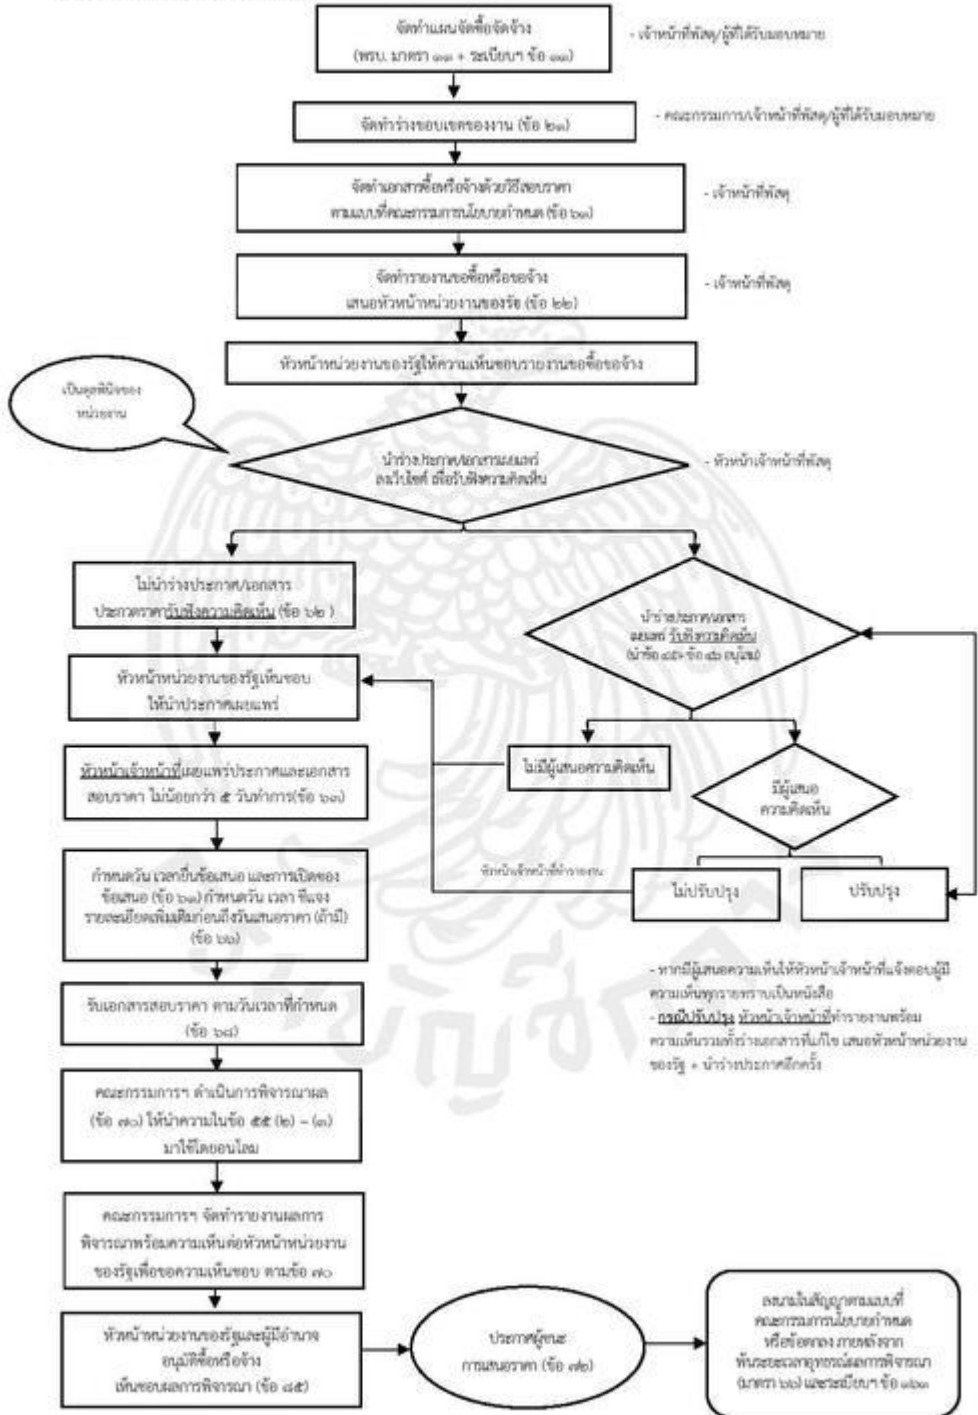 จัดทำแผนจัดซื้อจัดจ้าง
(พรบ. มาตรา ๑๑ + ระเบียบฯ ข้อ ๑๑)
- เจ้าหน้าที่พัสดุ/ผู้ที่ได้รับมอบหมาย
จัดทำร่างขอบเขตของงาน (ข้อ ๒๑)
- คณะกรรมการ/เจ้าหน้าที่พัสดุ/ผู้ที่ได้รับมอบหมาย
จัดทำเอกสารซื้อหรือจ้างด้วยวิธีสอบราคา
ตามแบบที่คณะกรรมการนโยบายกำหนด (ข้อ ๖๑)
- เจ้าหน้าที่พัสดุ
จัดทำรายงานขอซื้อหรือขอจ้าง
เสนอหัวหน้าหน่วยงานของรัฐ (ข้อ ๒๒)
- เจ้าหน้าที่พัสดุ
หัวหน้าหน่วยงานของรัฐให้ความเห็นชอบรายงานขอซื้อขอจ้าง
เป็นดุลพินิจของ
หน่วยงาน
นำร่างประกาศ/เอกสารเผยแพร่
ลงเว็บไซต์ เพื่อรับฟังความคิดเห็น
- หัวหน้าเจ้าหน้าที่พัสดุ
ไม่นำร่างประกาศ/เอกสาร
ประกวดราคารับฟังความคิดเห็น (ข้อ ๖๒ )
นำร่างประกาศ/เอกสาร
เผยแพร่ รับฟังความคิดเห็น
(นำข้อ ๔๕+ ข้อ ๔๖ อนุโลม)
หัวหน้าหน่วยงานของรัฐเห็นชอบ
ให้นำประกาศเผยแพร่
ไม่มีผู้เสนอความคิดเห็น
มีผู้เสนอ
ความคิดเห็น
หัวหน้าเจ้าหน้าที่เผยแพร่ประกาศและเอกสาร
สอบราคา ไม่น้อยกว่า ๕ วันทำการ(ข้อ ๖๓)
หัวหน้าเจ้าหน้าที่ทำรายงาน
ไม่ปรับปรุง
ปรับปรุง
กำหนดวัน เวลายื่นข้อเสนอ และการเปิดซอง
ข้อเสนอ (ข้อ ๖๑) กำหนดวัน เวลา ชี้แจง
รายละเอียดเพิ่มเติมก่อนถึงวันเสนอราคา (ถ้ามี)
(ข้อ ๖๖)
- หากมีผู้เสนอความเห็นให้หัวหน้าเจ้าหน้าที่แจ้งตอบผู้มี
ความเห็นทุกรายทราบเป็นหนังสือ
- กรณีปรับปรุง หัวหน้าเจ้าหน้าที่ทำรายงานพร้อม
ความเห็นรวมทั้งร่างเอกสารที่แก้ไข เสนอหัวหน้าหน่วยงาน
ของรัฐ + นำร่างประกาศอีกครั้ง
รับเอกสารสอบราคา ตามวันเวลาที่กำหนด
(ข้อ ๖๘)
คณะกรรมการฯ ดำเนินการพิจารณาผล
(ข้อ ๗๐) ให้นำความในข้อ ๕๕ (๒) – (๓)
มาใช้โดยอนุโลม
คณะกรรมการฯ จัดทำรายงานผลการ
พิจารณาพร้อมความเห็นต่อหัวหน้าหน่วยงาน
ของรัฐเพื่อขอความเห็นชอบ ตามข้อ ๗๐
หัวหน้าหน่วยงานของรัฐและผู้มีอำนาจ
อนุมัติซื้อหรือจ้าง
เห็นชอบผลการพิจารณา (ข้อ ๘๕)
ประกาศผู้ชนะ
การเสนอราคา (ข้อ ๗๒)
ลงนามในสัญญาตามแบบที่
คณะกรรมการนโยบายกำหนด
หรือข้อตกลง ภายหลังจาก
พ้นระยะเวลาอุทธรณ์ผลการพิจารณา
(มาตรา ๖๖) และระเบียบฯ ข้อ ๑๖๑